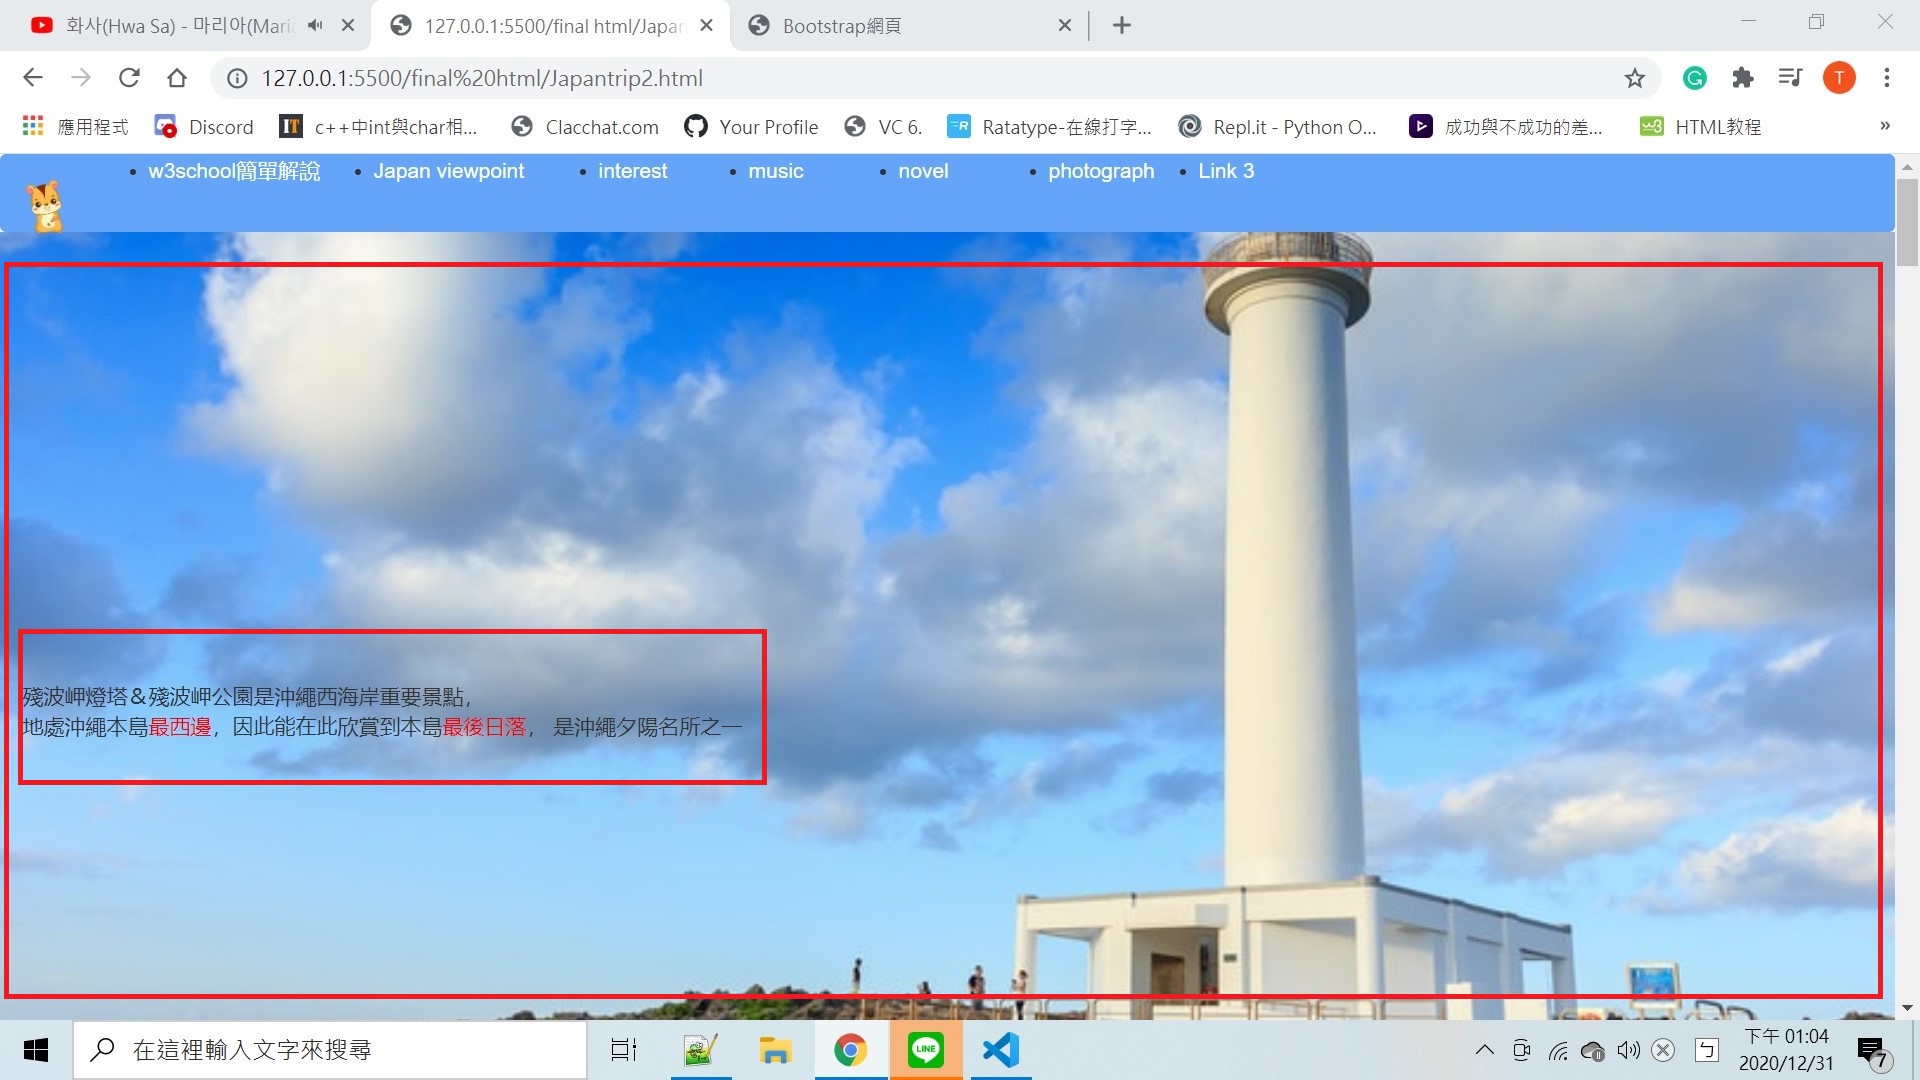 화사(Hwa Sa) - 마리아(Maria
127.0.0.1:5500/final html/Japan
Bootstrap網頁
127.0.0.1:5500/final%20html/Japantrip2.html
T
應用程式
Discord
IT
c++中int與char相...
Clacchat.com
Your Profile
VC 6.
Ratatype-在線打字...
Repl.it - Python O...
成功與不成功的差...
HTML教程
»
w3school簡單解說
Japan viewpoint
interest
music
novel
photograph
Link 3
殘波岬燈塔＆殘波岬公園是沖繩西海岸重要景點，
地處沖繩本島最西邊，因此能在此欣賞到本島最後日落， 是沖繩夕陽名所之一
在這裡輸入文字來搜尋
LINE
ㄅ
下午 01:04
2020/12/31
7